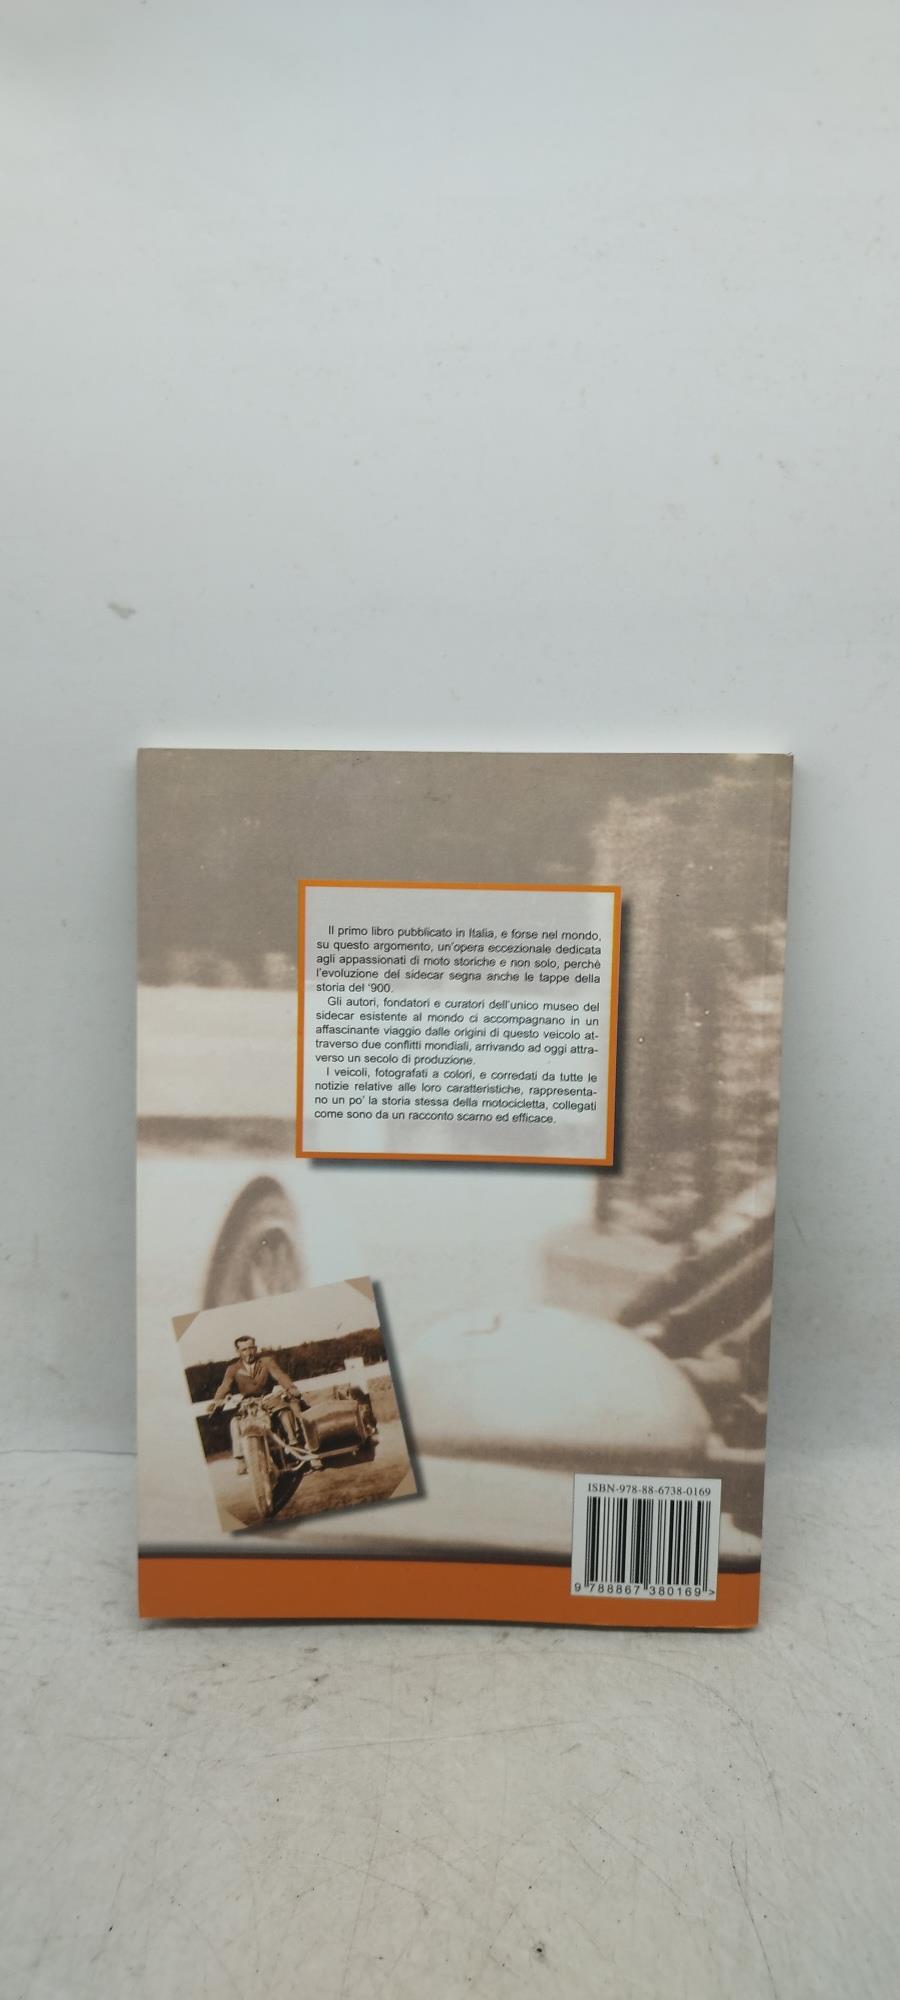 Il primo libro pubblicato in Italia, e forse nel mondo,
su questo argomento, un'opera eccezionale dedicata
agli appassionati di moto storiche e non solo, perchè
l'evoluzione del sidecar segna anche le tappe della
storia del '900.
Gli autori, fondatori e curatori dell'unico museo del
sidecar esistente al mondo ci accompagnano in un
affascinante viaggio dalle origini di questo veicolo at-
traverso due conflitti mondiali, arrivando ad oggi attra-
verso un secolo di produzione.
I veicoli, fotografati a colori, e corredati da tutte le
notizie relative alle loro caratteristiche, rappresenta-
no un po' la storia stessa della motocicletta, collegati
come sono da un racconto scarno ed efficace.
ISBN-978-88-6738-0169
9 788867 380169 >